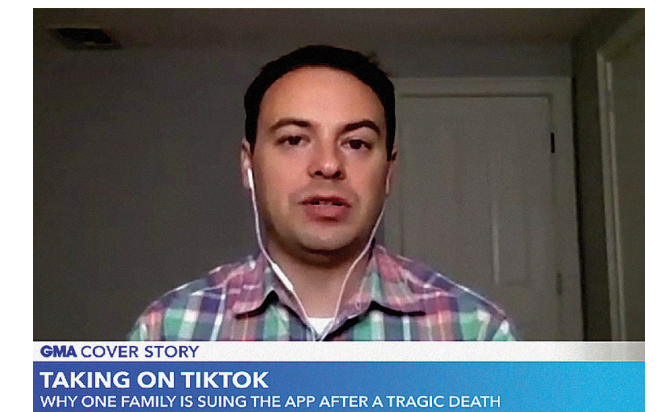 GMA COVER STORY
TAKING ON TIKTOK
WHY ONE FAMILY IS SUING THE APP AFTER A TRAGIC DEATH